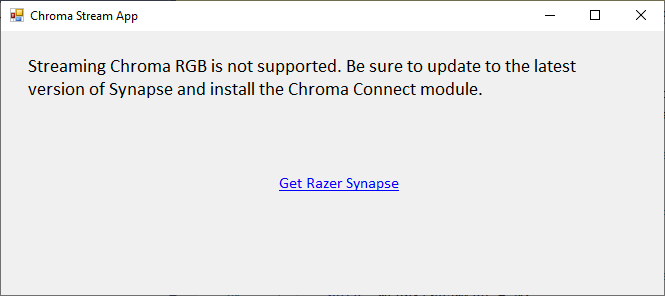 Chroma Stream App
Streaming Chroma RGB is not supported. Be sure to update to the latest
version of Synapse and install the Chroma Connect module.
Get Razer Synapse